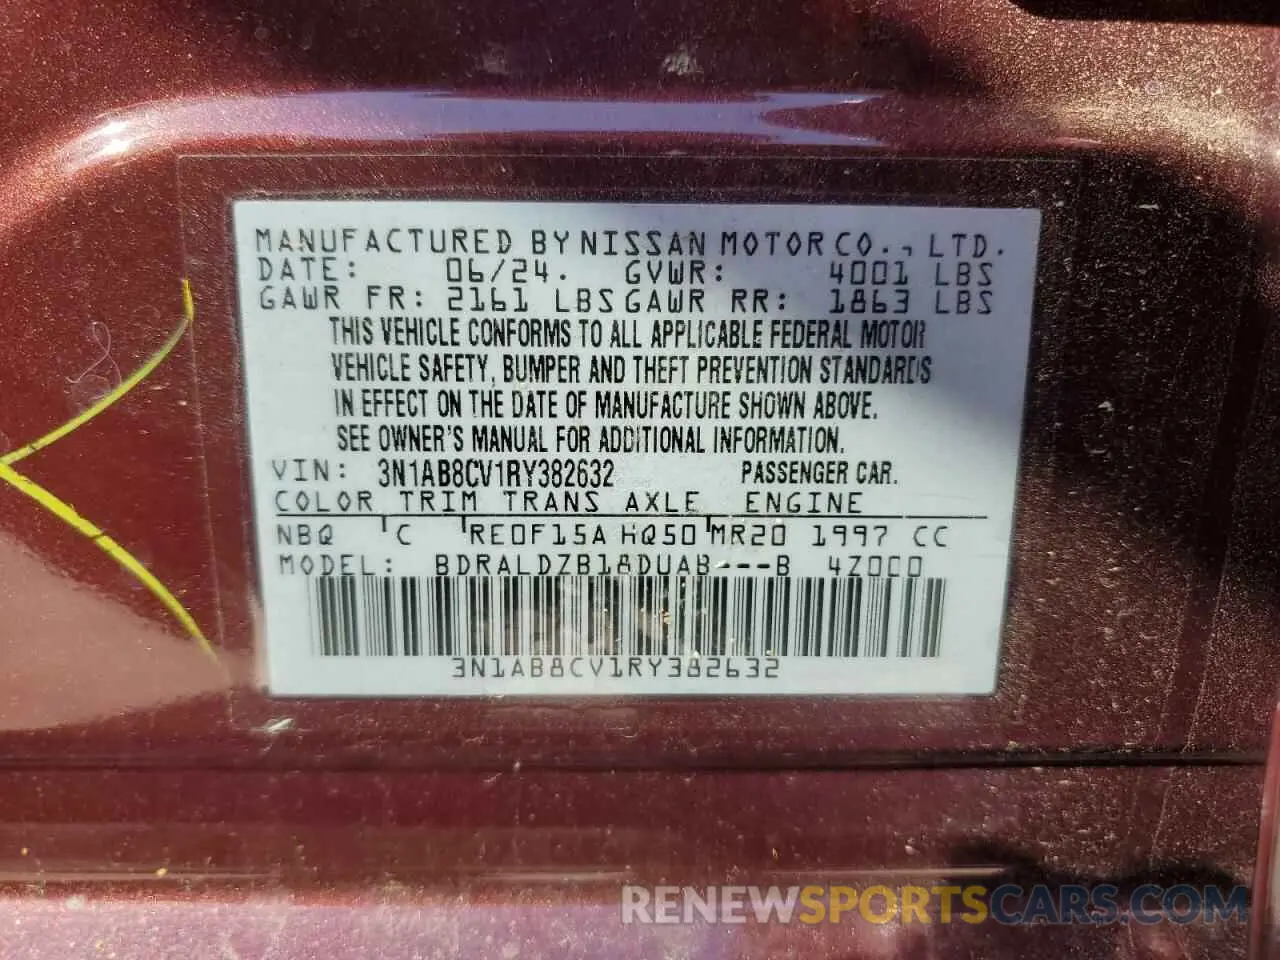 MANUFACTURED BY NISSAN MOTOR CO., LTD.
DATE: 06/24. GVWR: 4001 LBS
GAWR FR: 2161 LBS GAWR RR: 1863 LBS
THIS VEHICLE CONFORMS TO ALL APPLICABLE FEDERAL MOTOR
VEHICLE SAFETY, BUMPER AND THEFT PREVENTION STANDARDS
IN EFFECT ON THE DATE OF MANUFACTURE SHOWN ABOVE.
SEE OWNER'S MANUAL FOR ADDITIONAL INFORMATION.
VIN: 3N1AB8CV1RY382632 PASSENGER CAR.
COLOR TRIM TRANS AXLE ENGINE
NBQ C RE0F15A HQ50 MR20 1997 CC
MODEL: BDRALDZB18DUAB---B 4Z0C0
3N1AB8CV1RY382632
RENEWSPORTSCARS.COM